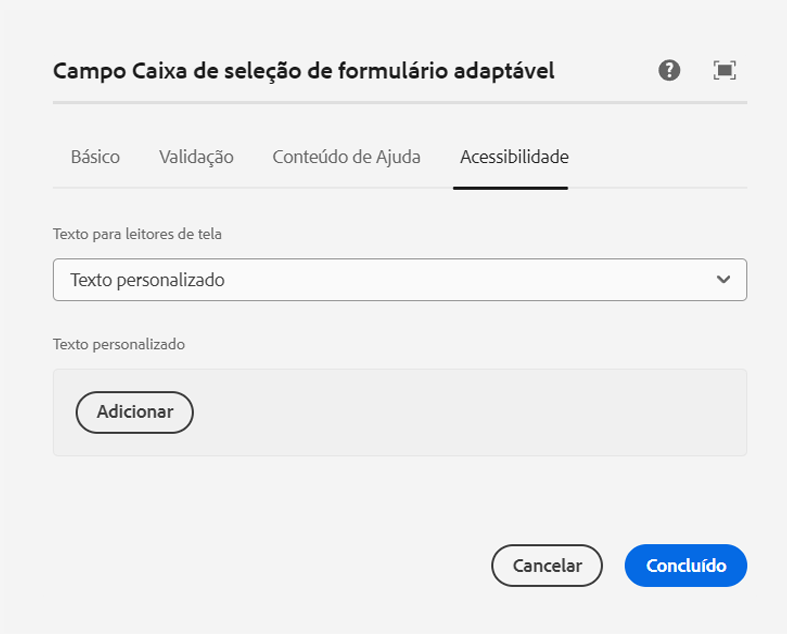 Campo Caixa de seleção de formulário adaptável
Básico Validação Conteúdo de Ajuda Acessibilidade
Texto para leitores de tela
Texto personalizado
Texto personalizado
Adicionar
Cancelar Concluído